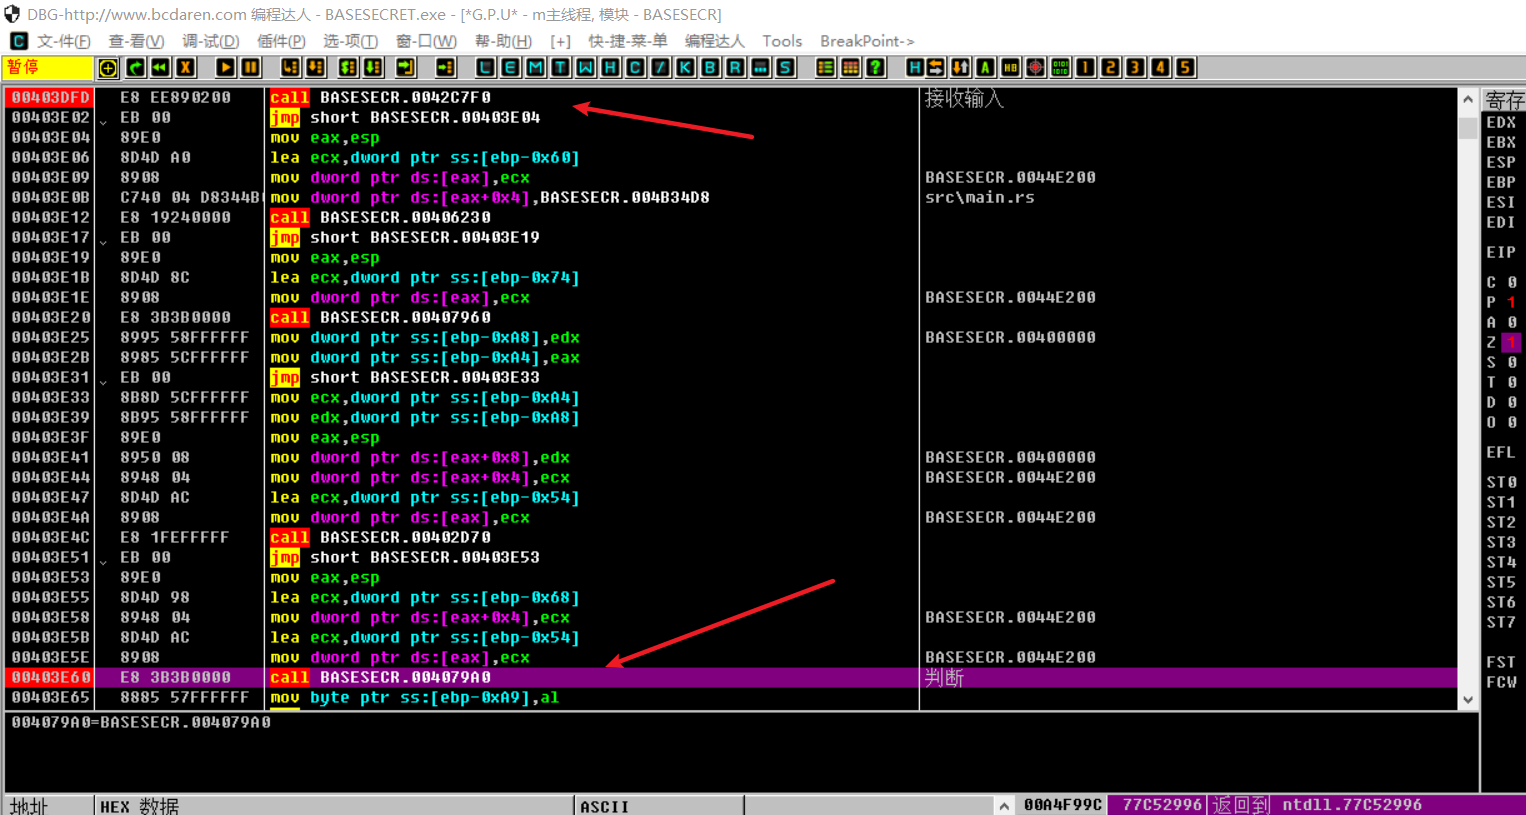 DBG-http://www.bcdaren.com 编程达人 - BASESECRET.exe - [*G.P.U* - m主线程, 模块 - BASESECR]
C 文-件(F) 查-看(V) 调-试(D) 插件(P) 选-项(T) 窗-口(W) 帮-助(H) [+] 快-捷-菜-单 编程达人 Tools BreakPoint->
暂停 L E M T W H C / K B R ... S ? H A HB 0101 1010 1 2 3 4 5
00403DFD E8 EE890200 call BASESECR.0042C7F0 接收输入 寄存
00403E02 EB 00 jmp short BASESECR.00403E04 EDX
00403E04 89E0 mov eax,esp EBX
00403E06 8D4D A0 lea ecx,dword ptr ss:[ebp-0x60] ESP
00403E09 8908 mov dword ptr ds:[eax],ecx BASESECR.0044E200 EBP
00403E0B C740 04 D8344B mov dword ptr ds:[eax+0x4],BASESECR.004B34D8 src\main.rs ESI
00403E12 E8 19240000 call BASESECR.00406230 EDI
00403E17 EB 00 jmp short BASESECR.00403E19
00403E19 89E0 mov eax,esp EIP
00403E1B 8D4D 8C lea ecx,dword ptr ss:[ebp-0x74] C 0
00403E1E 8908 mov dword ptr ds:[eax],ecx BASESECR.0044E200 P 1
00403E20 E8 3B3B0000 call BASESECR.00407960 A 0
00403E25 8995 58FFFFFF mov dword ptr ss:[ebp-0xA8],edx BASESECR.00400000 Z 1
00403E2B 8985 5CFFFFFF mov dword ptr ss:[ebp-0xA4],eax S 0
00403E31 EB 00 jmp short BASESECR.00403E33 T 0
00403E33 8B8D 5CFFFFFF mov ecx,dword ptr ss:[ebp-0xA4] D 0
00403E39 8B95 58FFFFFF mov edx,dword ptr ss:[ebp-0xA8] O 0
00403E3F 89E0 mov eax,esp
00403E41 8950 08 mov dword ptr ds:[eax+0x8],edx BASESECR.00400000 EFL
00403E44 8948 04 mov dword ptr ds:[eax+0x4],ecx BASESECR.0044E200 ST0
00403E47 8D4D AC lea ecx,dword ptr ss:[ebp-0x54] ST1
00403E4A 8908 mov dword ptr ds:[eax],ecx BASESECR.0044E200 ST2
00403E4C E8 1FEFFFFF call BASESECR.00402D70 ST3
00403E51 EB 00 jmp short BASESECR.00403E53 ST4
00403E53 89E0 mov eax,esp ST5
00403E55 8D4D 98 lea ecx,dword ptr ss:[ebp-0x68] ST6
00403E58 8948 04 mov dword ptr ds:[eax+0x4],ecx BASESECR.0044E200 ST7
00403E5B 8D4D AC lea ecx,dword ptr ss:[ebp-0x54]
00403E5E 8908 mov dword ptr ds:[eax],ecx BASESECR.0044E200 FST
00403E60 E8 3B3B0000 call BASESECR.004079A0 判断 FCW
00403E65 8885 57FFFFFF mov byte ptr ss:[ebp-0xA9],al
004079A0=BASESECR.004079A0
地址 HEX 数据 ASCII 00A4F99C 77C52996 返回到 ntdll.77C52996